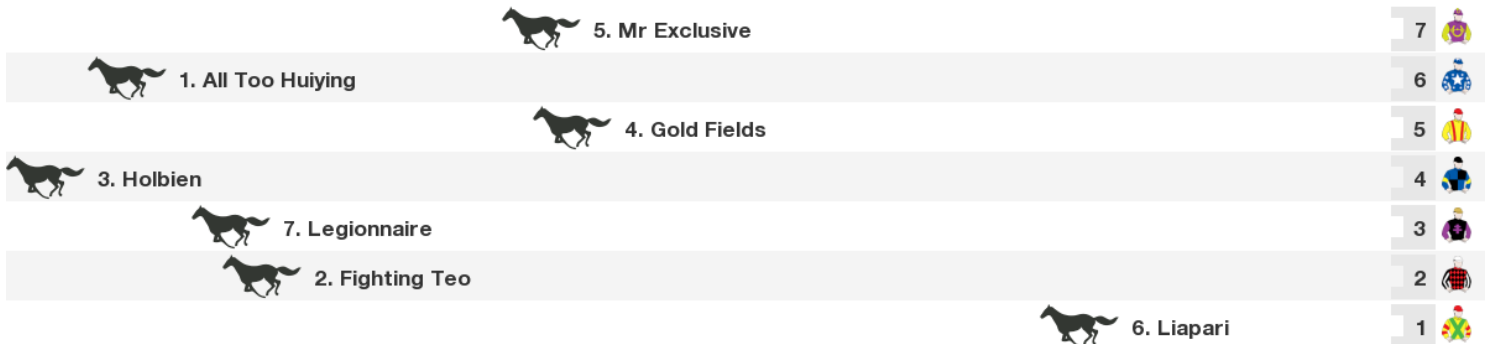 5. Mr Exclusive 7
1. All Too Huiying 6
4. Gold Fields 5
3. Holbien 4
7. Legionnaire 3
2. Fighting Teo 2
6. Liapari 1